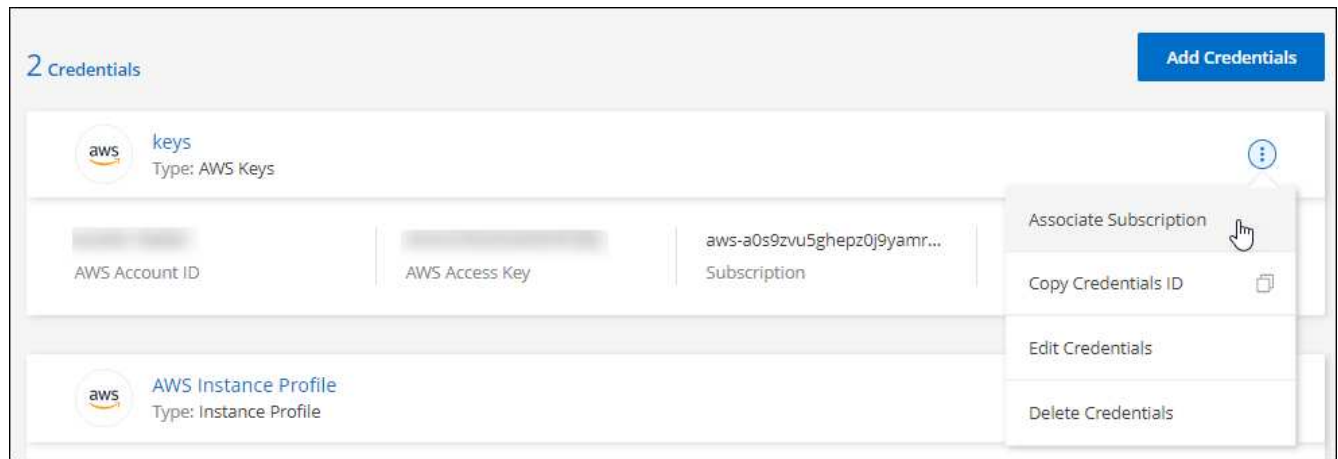 2 Credentials
Add Credentials
aws
keys
Type: AWS Keys
AWS Account ID
AWS Access Key
aws-a0s9zvu5ghepz0j9yamr...
Subscription
Associate Subscription
Copy Credentials ID
Edit Credentials
Delete Credentials
aws
AWS Instance Profile
Type: Instance Profile